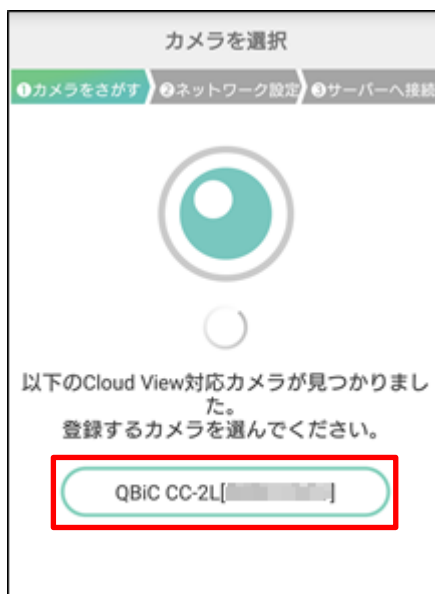 カメラを選択
❶カメラをさがす ❷ネットワーク設定 ❸サーバーへ接続
以下のCloud View対応カメラが見つかりまし
た。
登録するカメラを選んでください。
QBiC CC-2L[ ]